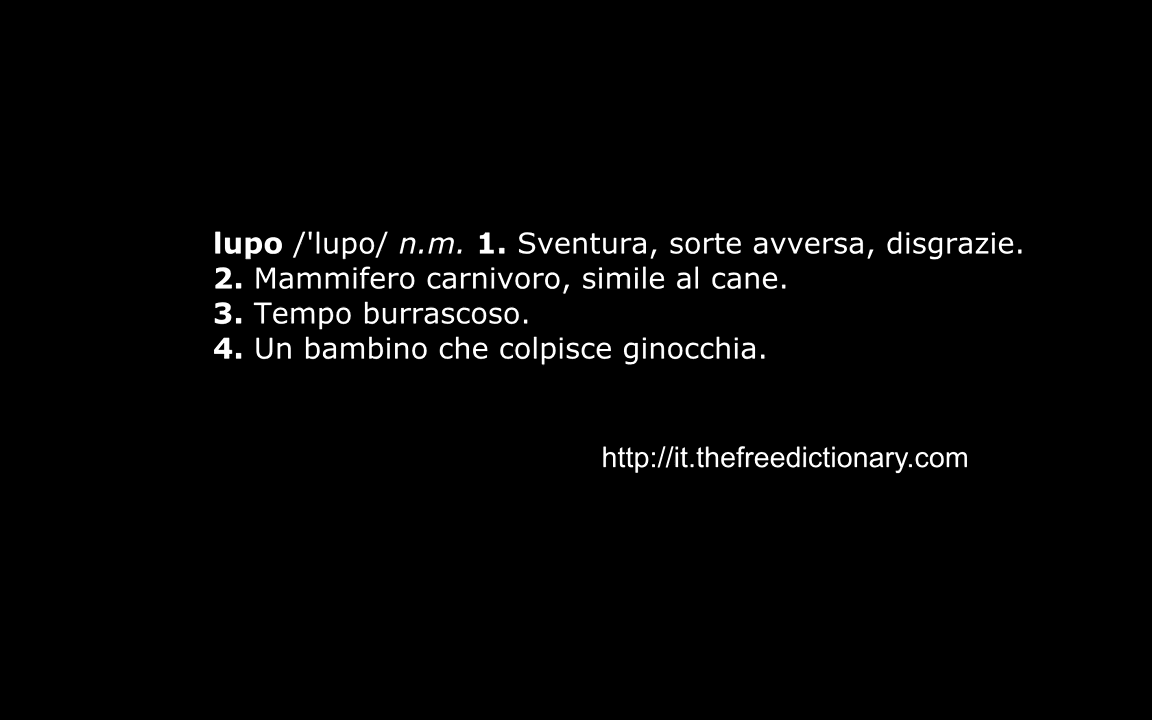 lupo /'lupo/ n.m. 1. Sventura, sorte avversa, disgrazie.
2. Mammifero carnivoro, simile al cane.
3. Tempo burrascoso.
4. Un bambino che colpisce ginocchia.
http://it.thefreedictionary.com